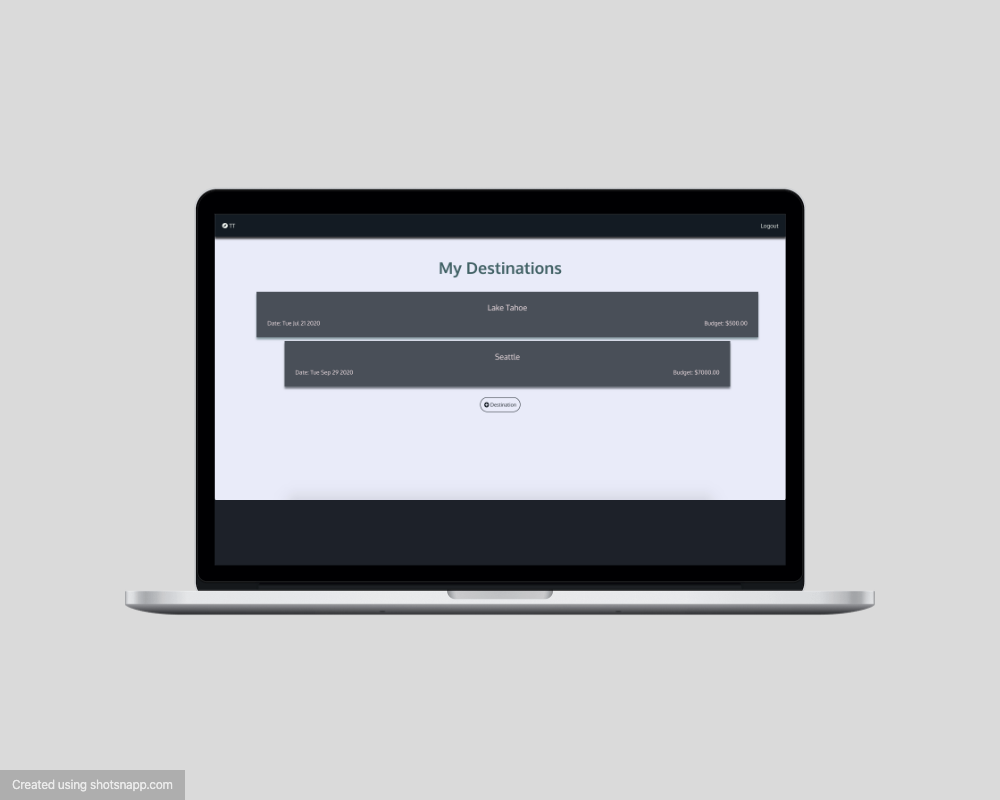 TT
Logout
My Destinations
Lake Tahoe
Date: Tue Jul 21 2020
Budget: $500.00
Seattle
Date: Tue Sep 29 2020
Budget: $7000.00
Destination
Created using shotsnapp.com